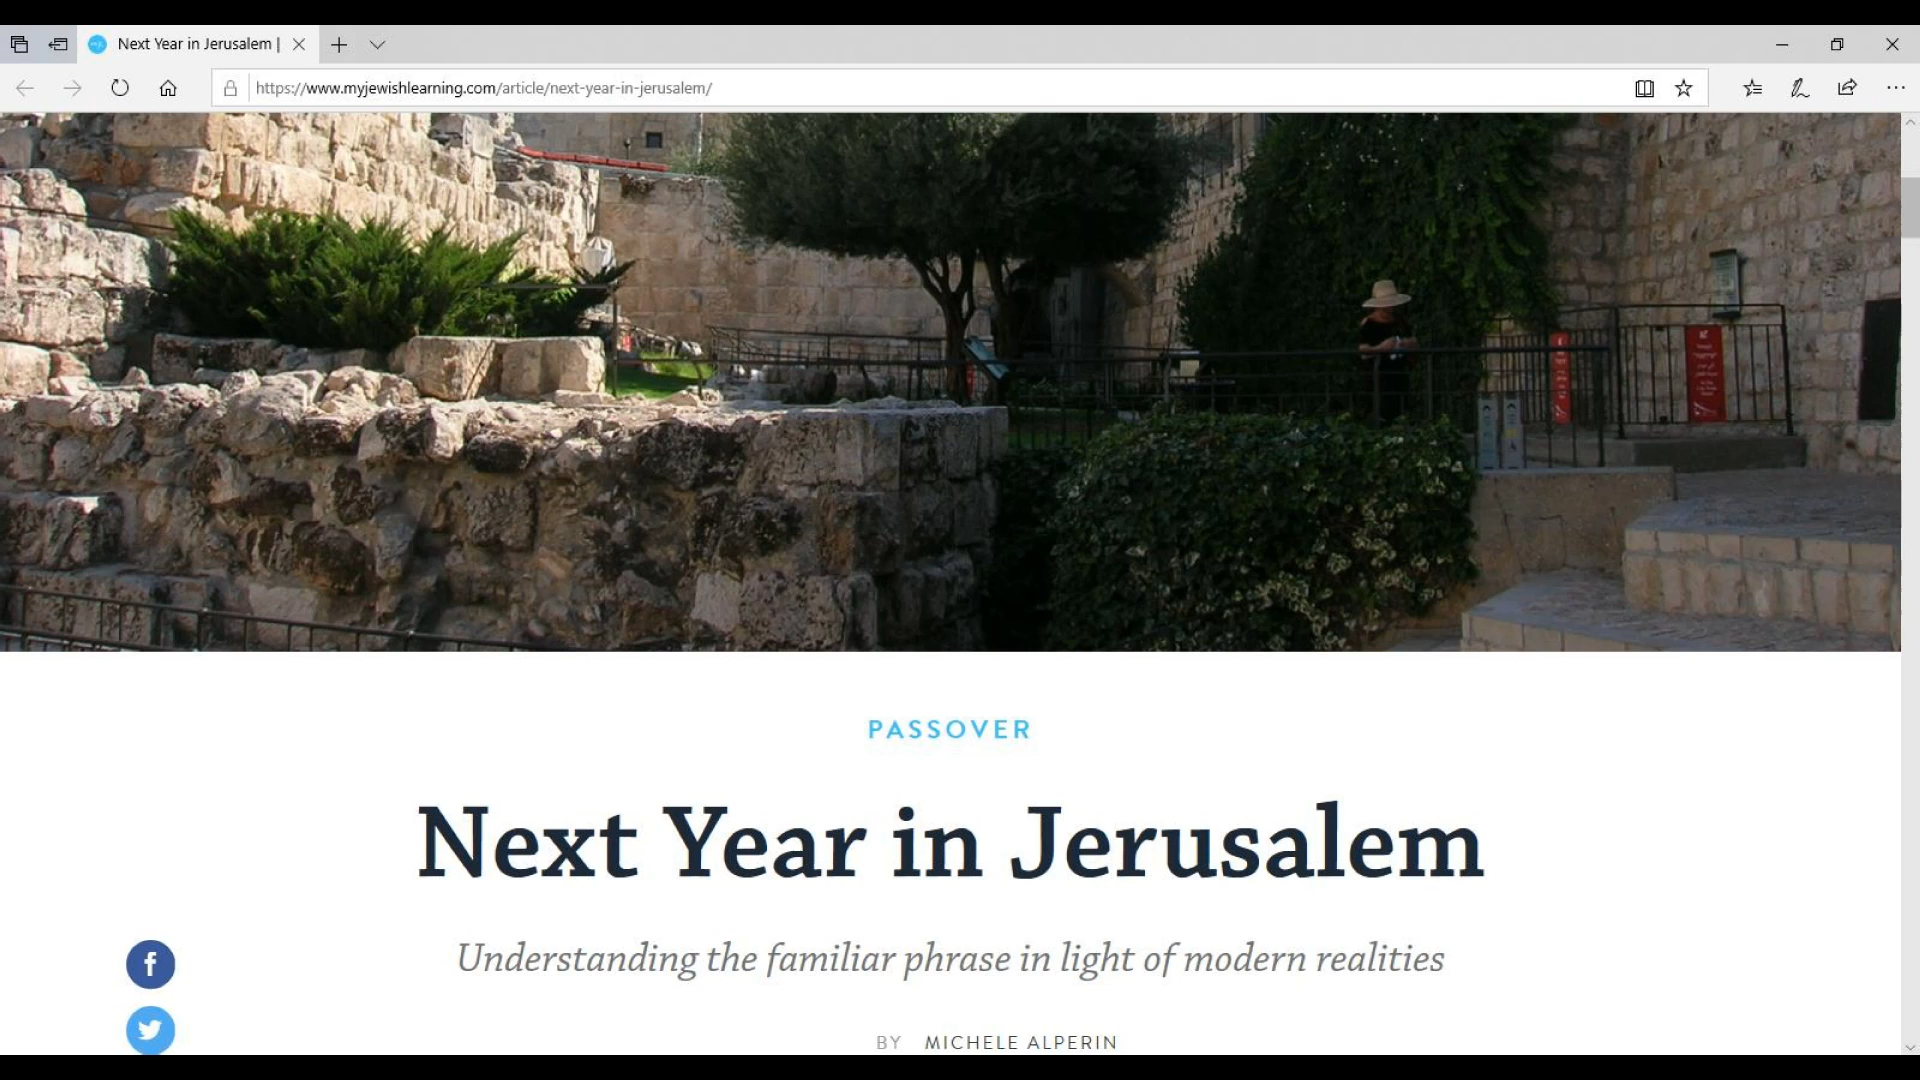 Next Year in Jerusalem |
https://www.myjewishlearning.com/article/next-year-in-jerusalem/
PASSOVER
Next Year in Jerusalem
Understanding the familiar phrase in light of modern realities
BY MICHELE ALPERIN